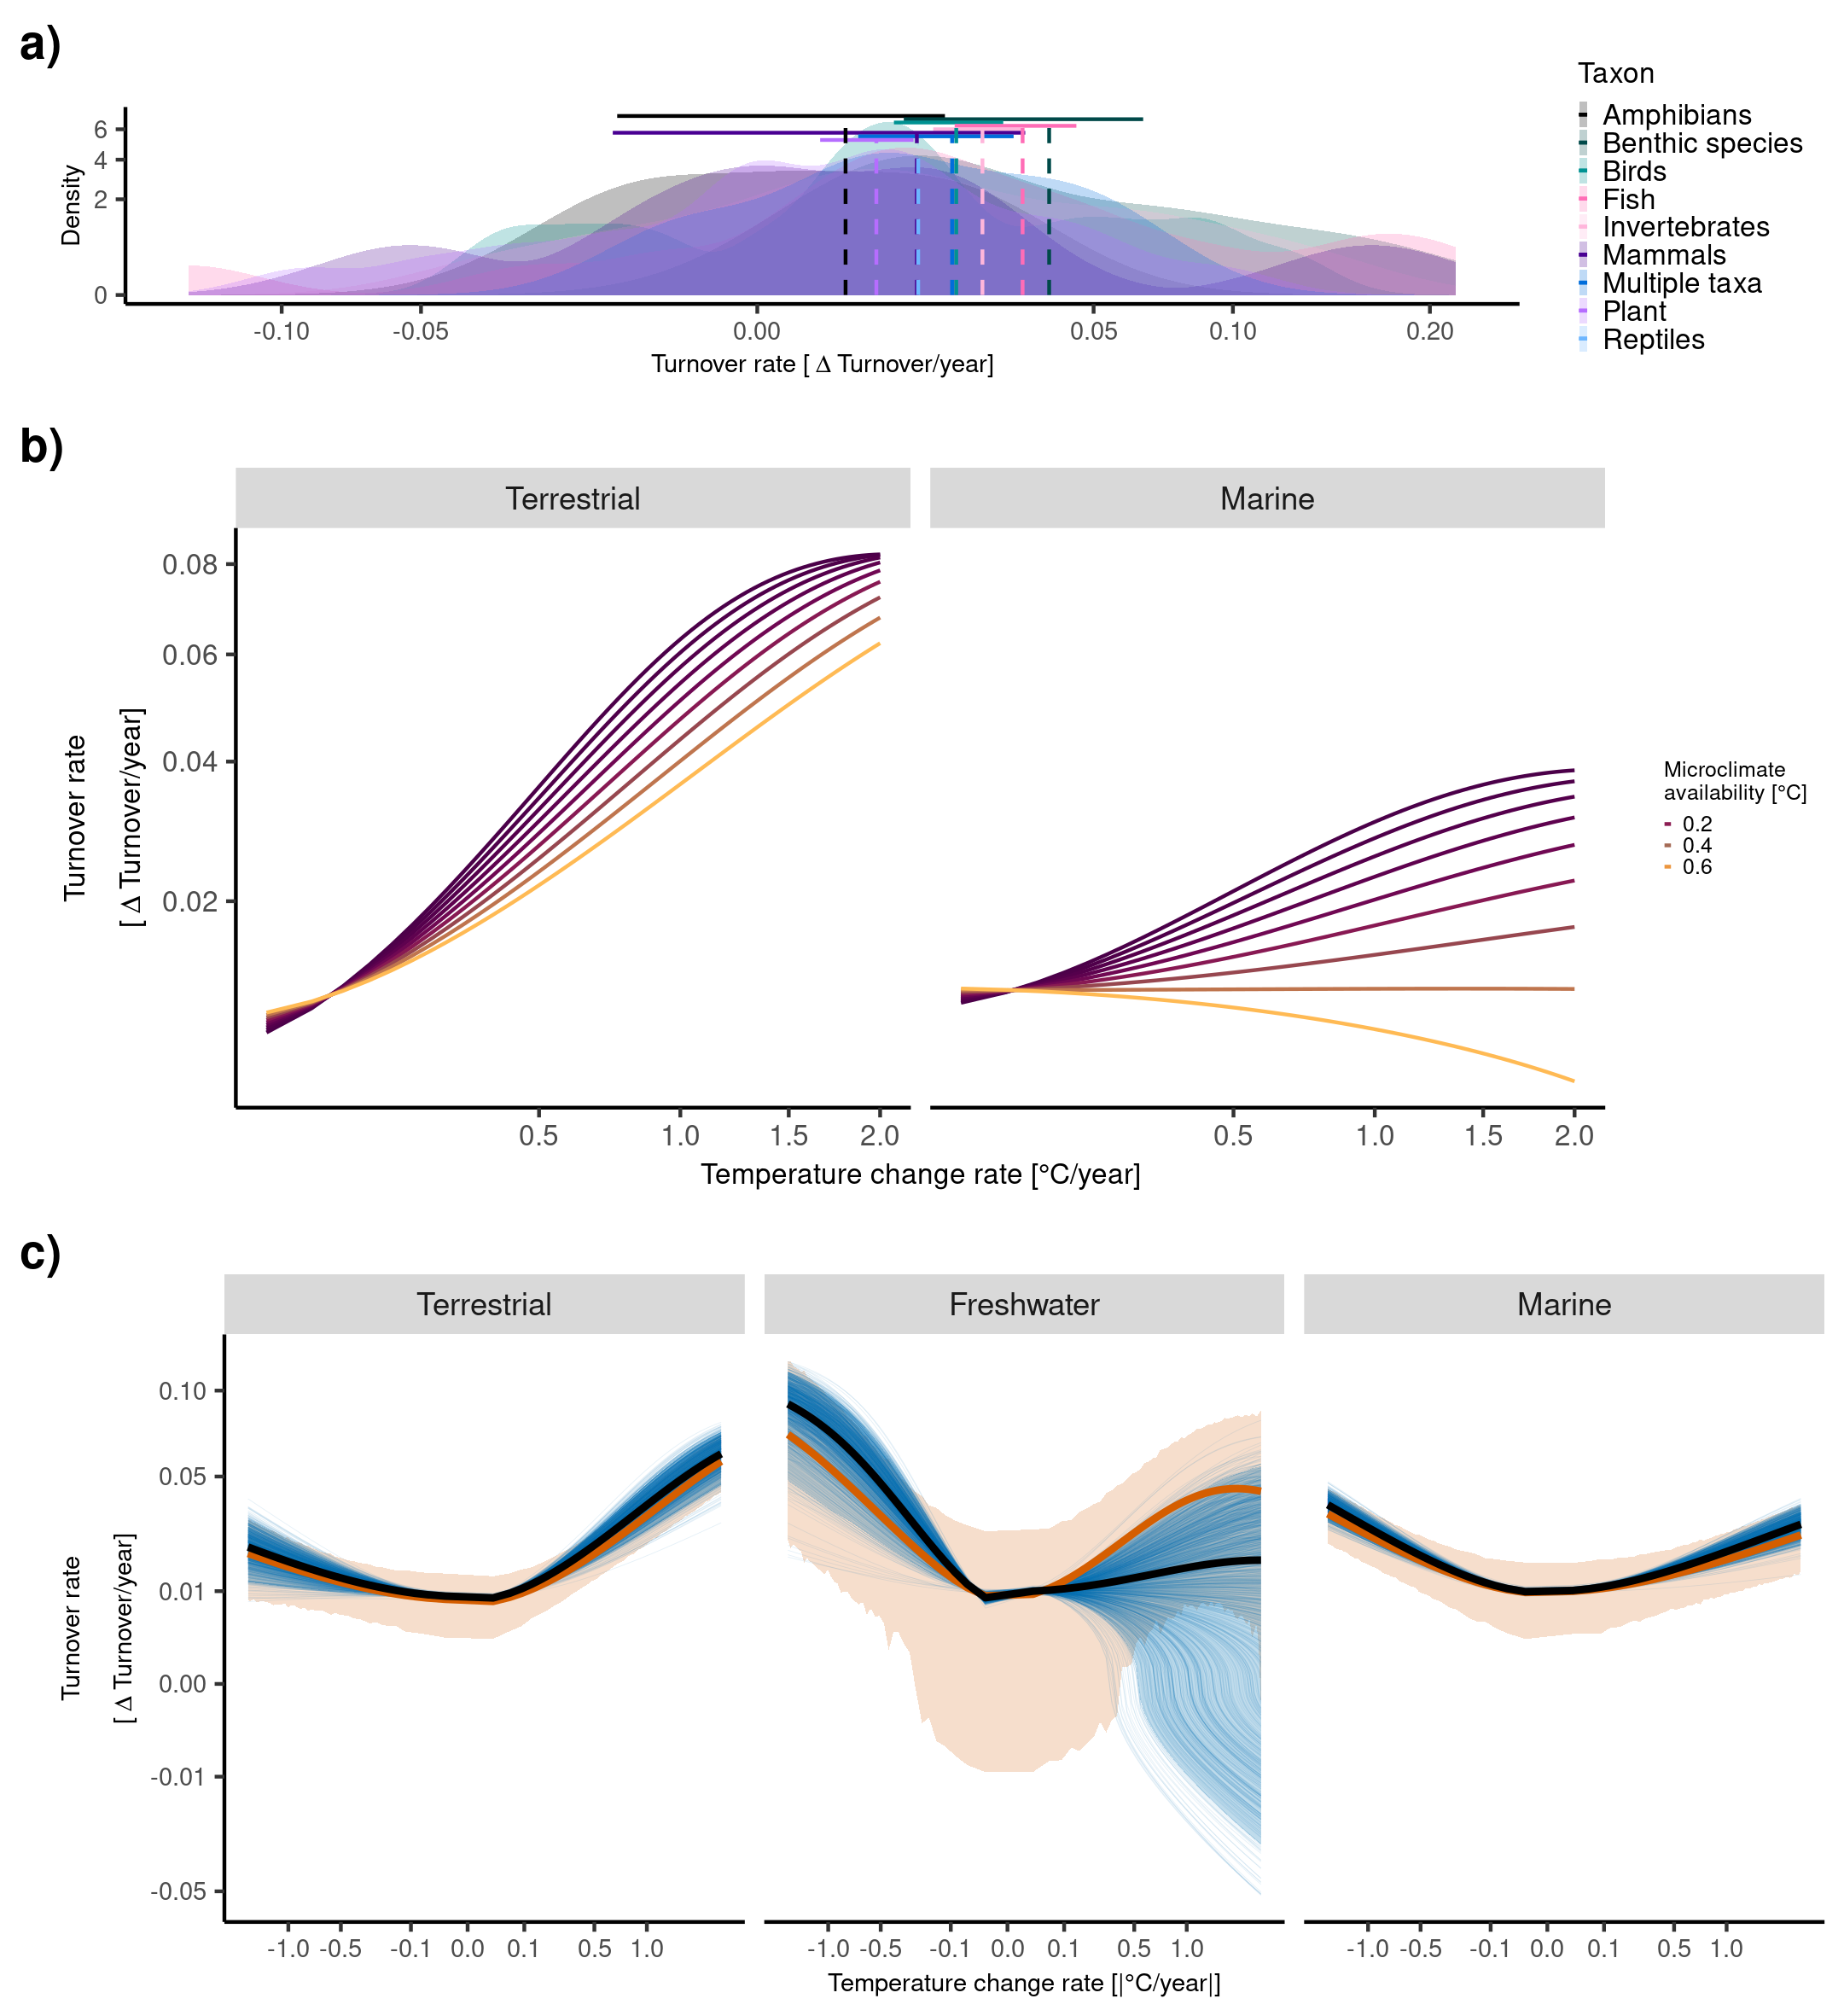 a)
Density
6
4
2
0
-0.10 -0.05 0.00 0.05 0.10 0.20
Turnover rate [ Δ Turnover/year]
Taxon
Amphibians
Benthic species
Birds
Fish
Invertebrates
Mammals
Multiple taxa
Plant
Reptiles
b)
Terrestrial Marine
Turnover rate
[ Δ Turnover/year]
0.08
0.06
0.04
0.02
0.5 1.0 1.5 2.0 0.5 1.0 1.5 2.0
Temperature change rate [°C/year]
Microclimate
availability [°C]
0.2
0.4
0.6
c)
Terrestrial Freshwater Marine
Turnover rate
[ Δ Turnover/year]
0.10
0.05
0.01
0.00
-0.01
-0.05
-1.0 -0.5 -0.1 0.0 0.1 0.5 1.0 -1.0 -0.5 -0.1 0.0 0.1 0.5 1.0 -1.0 -0.5 -0.1 0.0 0.1 0.5 1.0
Temperature change rate [|°C/year|]